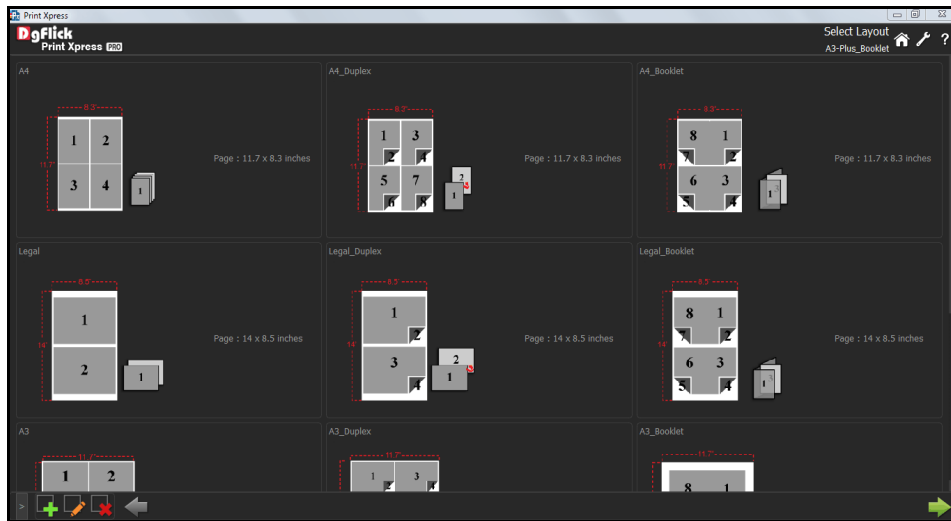 Print Xpress
DgFlick
Print Xpress PRO
Select Layout
A3-Plus_Booklet
?
A4
8.3"
11.7"
1 2
3 4
1
Page : 11.7 x 8.3 inches
A4_Duplex
8.3"
11.7"
1 3
2 4
5 7
6 8
2
1
Page : 11.7 x 8.3 inches
A4_Booklet
8.3"
11.7"
8 1
7 2
6 3
5 4
1 3
Page : 11.7 x 8.3 inches
Legal
8.5"
14"
1
2
1
Page : 14 x 8.5 inches
Legal_Duplex
8.5"
14"
1
2
3
4
2
1
Page : 14 x 8.5 inches
Legal_Booklet
8.5"
14"
8 1
7 2
6 3
5 4
1 3
Page : 14 x 8.5 inches
A3
11.7"
1 2
A3_Duplex
11.7"
1 3
2 4
A3_Booklet
11.7"
8 1
>